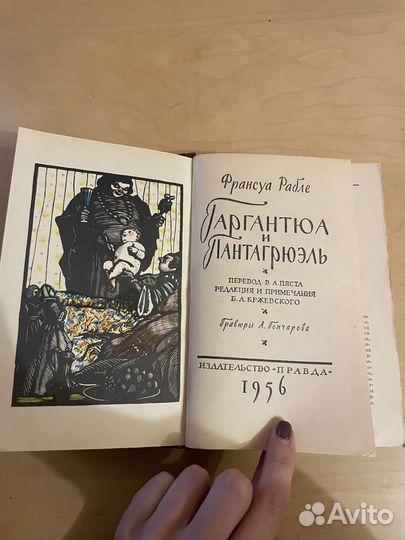 Франсуа Рабле
Гаргантюа
и
Пантагрюэль
ПЕРЕВОД В. А. ПЯСТА
РЕДАКЦИЯ И ПРИМЕЧАНИЯ
Б. А. КРЖЕВСКОГО
Гравюры А. Гончарова
ИЗДАТЕЛЬСТВО «ПРАВДА»
1956
Avito